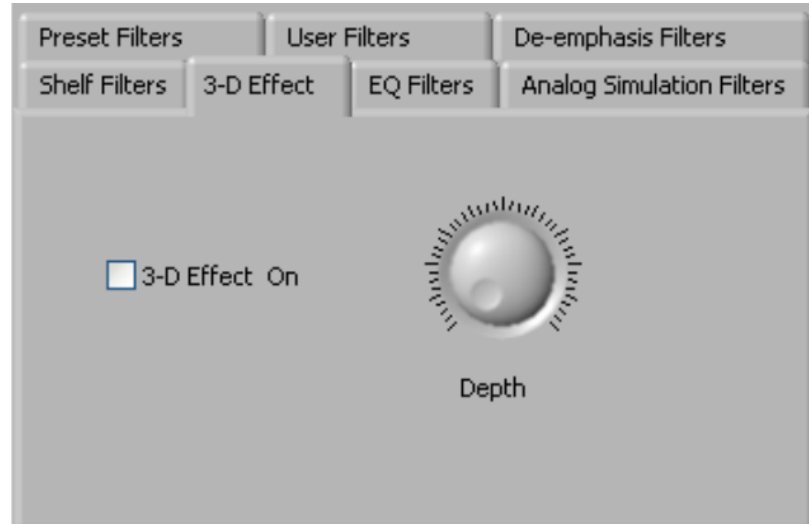 Preset Filters User Filters De-emphasis Filters
Shelf Filters 3-D Effect EQ Filters Analog Simulation Filters
3-D Effect On
Depth